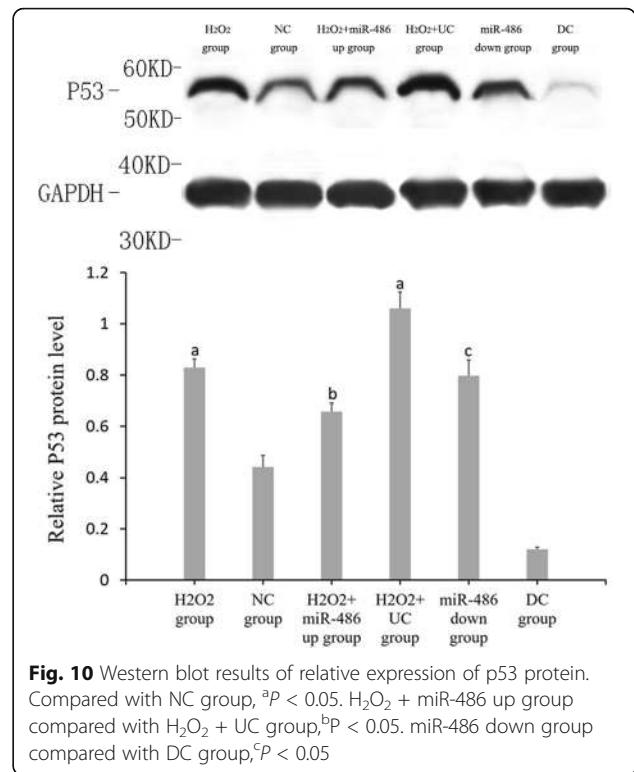 H₂O₂ group NC group H₂O₂+miR-486 up group H₂O₂+UC group miR-486 down group DC group
60KD-
P53-
50KD-
40KD-
GAPDH-
30KD-
Relative P53 protein level
1.2
1
0.8
0.6
0.4
0.2
0
a
b
a
c
H2O2 group NC group H2O2+ miR-486 up group H2O2+ UC group miR-486 down group DC group
Fig. 10 Western blot results of relative expression of p53 protein.
Compared with NC group, ᵃP < 0.05. H₂O₂ + miR-486 up group
compared with H₂O₂ + UC group,ᵇP < 0.05. miR-486 down group
compared with DC group,ᶜP < 0.05